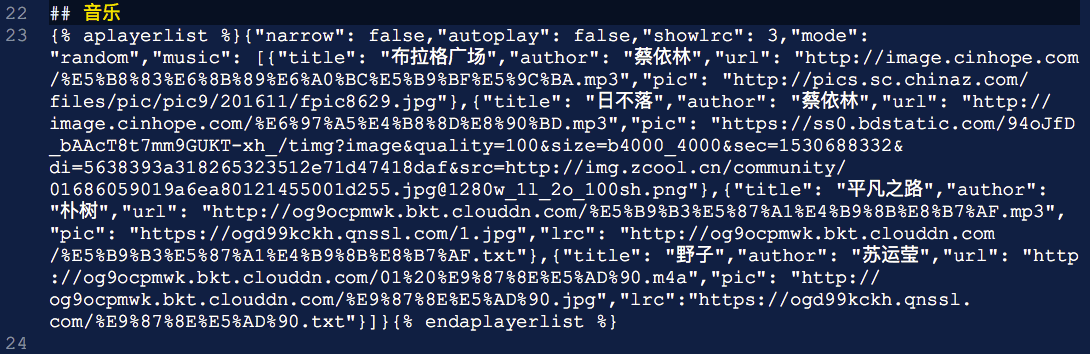 22 ## 音乐
23 {% aplayerlist %}{"narrow": false,"autoplay": false,"showlrc": 3,"mode":
"random","music": [{"title": "布拉格广场","author": "蔡依林","url": "http://image.cinhope.com
/%E5%B8%83%E6%8B%89%E6%A0%BC%E5%B9%BF%E5%9C%BA.mp3","pic": "http://pics.sc.chinaz.com/
files/pic/pic9/201611/fpic8629.jpg"},{"title": "日不落","author": "蔡依林","url": "http://
image.cinhope.com/%E6%97%A5%E4%B8%8D%E8%90%BD.mp3","pic": "https://ss0.bdstatic.com/94oJfD
_bAAcT8t7mm9GUKT-xh_/timg?image&quality=100&size=b4000_4000&sec=1530688332&
di=5638393a318265323512e71d47418daf&src=http://img.zcool.cn/community/
01686059019a6ea80121455001d255.jpg@1280w_1l_2o_100sh.png"},{"title": "平凡之路","author":
"朴树","url": "http://og9ocpmwk.bkt.clouddn.com/%E5%B9%B3%E5%87%A1%E4%B9%8B%E8%B7%AF.mp3",
"pic": "https://ogd99kckh.qnssl.com/1.jpg","lrc": "http://og9ocpmwk.bkt.clouddn.com
/%E5%B9%B3%E5%87%A1%E4%B9%8B%E8%B7%AF.txt"},{"title": "野子","author": "苏运莹","url": "http
://og9ocpmwk.bkt.clouddn.com/01%20%E9%87%8E%E5%AD%90.m4a","pic": "http://
og9ocpmwk.bkt.clouddn.com/%E9%87%8E%E5%AD%90.jpg","lrc":"https://ogd99kckh.qnssl.
com/%E9%87%8E%E5%AD%90.txt"}]}{% endaplayerlist %}
24